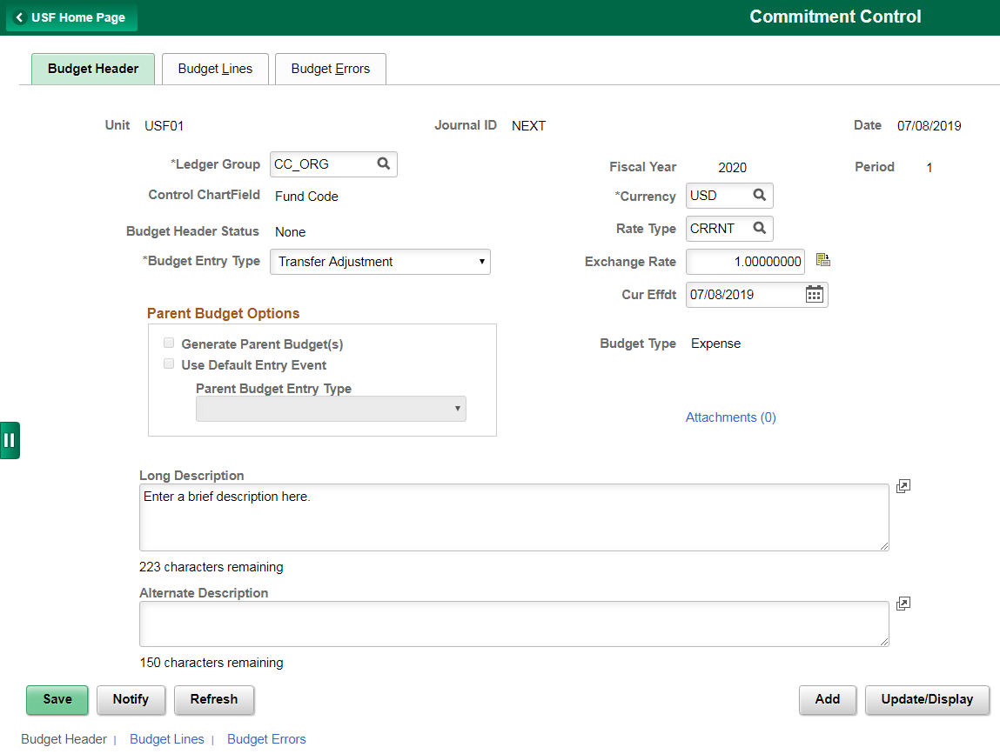 USF Home Page
Commitment Control
Budget Header Budget Lines Budget Errors
Unit USF01 Journal ID NEXT Date 07/08/2019
*Ledger Group CC_ORG Fiscal Year 2020 Period 1
Control ChartField Fund Code *Currency USD
Budget Header Status None Rate Type CRRNT
*Budget Entry Type Transfer Adjustment Exchange Rate 1.00000000
Cur Effdt 07/08/2019
Parent Budget Options
Generate Parent Budget(s) Budget Type Expense
Use Default Entry Event
Parent Budget Entry Type
Attachments (0)
Long Description
Enter a brief description here.
223 characters remaining
Alternate Description
150 characters remaining
Save Notify Refresh Add Update/Display
Budget Header | Budget Lines | Budget Errors